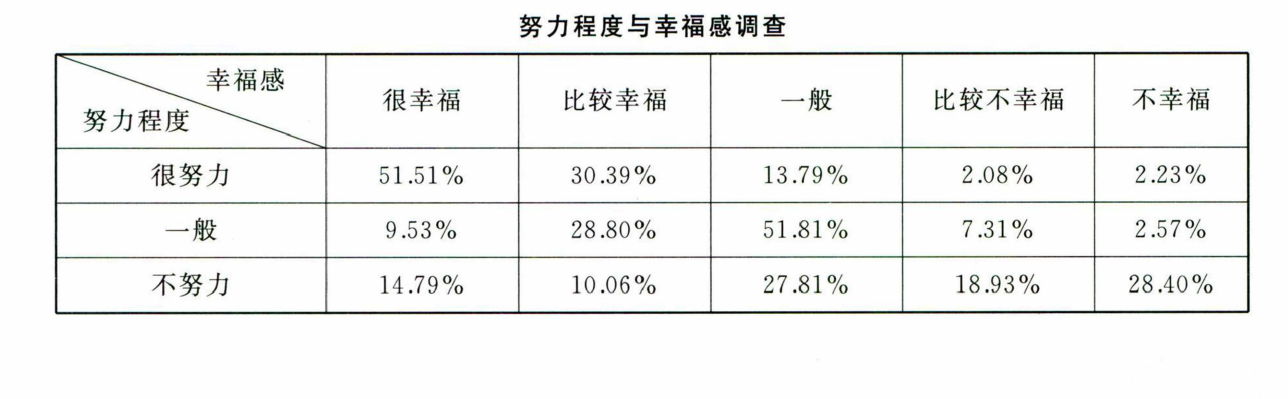 努力程度与幸福感调查
幸福感
努力程度
很幸福 比较幸福 一般 比较不幸福 不幸福
很努力 51.51% 30.39% 13.79% 2.08% 2.23%
一般 9.53% 28.80% 51.81% 7.31% 2.57%
不努力 14.79% 10.06% 27.81% 18.93% 28.40%